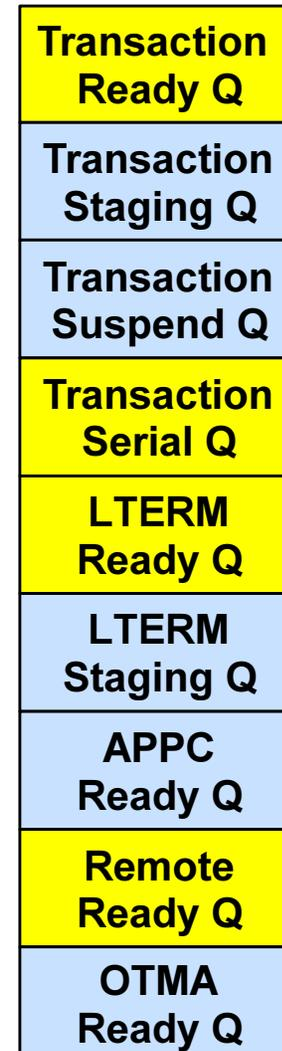 Transaction
Ready Q
Transaction
Staging Q
Transaction
Suspend Q
Transaction
Serial Q
LTERM
Ready Q
LTERM
Staging Q
APPC
Ready Q
Remote
Ready Q
OTMA
Ready Q